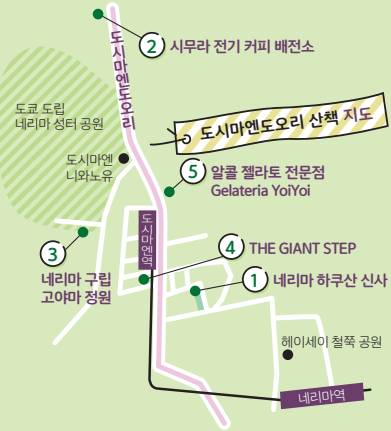 ② 시무라 전기 커피 배전소
도시마엔도오리
도시마엔도오리 산책 지도
도쿄 도립
네리마 성터 공원
도시마엔
니와노유
⑤ 알콜 젤라토 전문점
Gelateria YoiYoi
도시마엔역
③
네리마 구립
고야마 정원
④ THE GIANT STEP
① 네리마 하쿠산 신사
헤이세이 철쭉 공원
네리마역